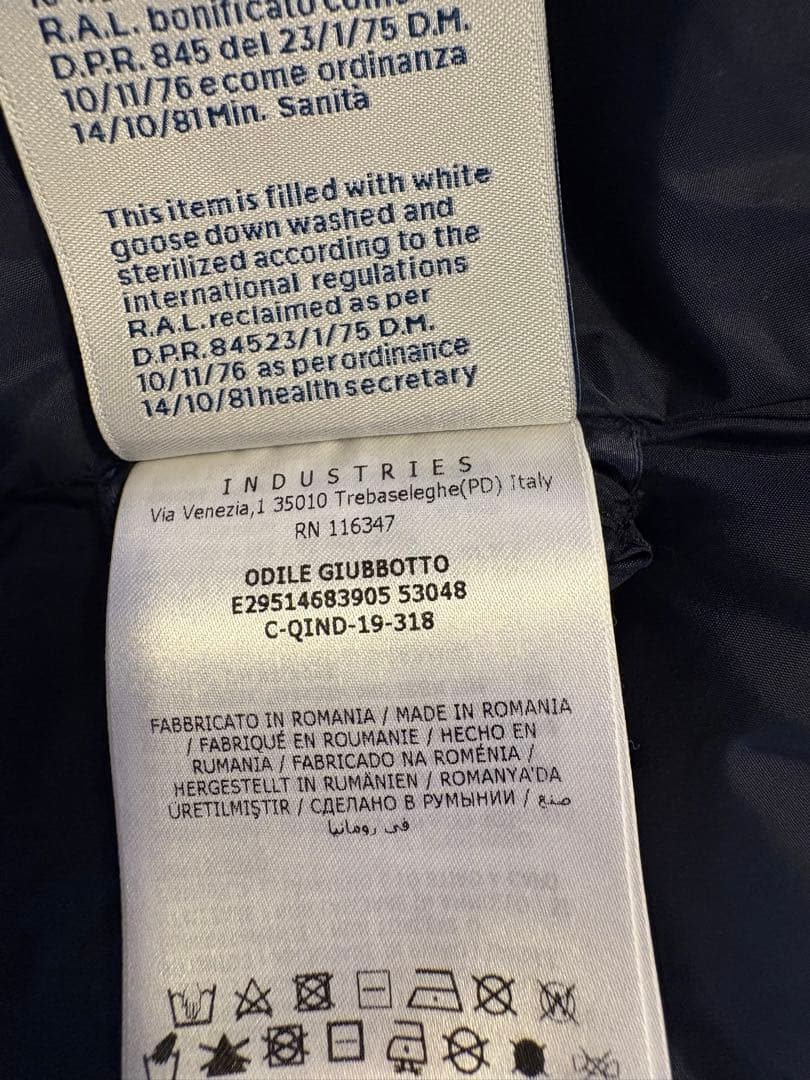 R.A.L. bonificato come
D.P.R. 845 del 23/1/75 D.M.
10/11/76 e come ordinanza
14/10/81 Min. Sanità
This item is filled with white
goose down washed and
sterilized according to the
international regulations
R.A.L. reclaimed as per
D.P.R. 845 23/1/75 D.M.
10/11/76 as per ordinance
14/10/81 health secretary
INDUSTRIES
Via Venezia,1 35010 Trebaseleghe(PD) Italy
RN 116347
ODILE GIUBBOTTO
E29514683905 53048
C-QIND-19-318
FABBRICATO IN ROMANIA / MADE IN ROMANIA
/ FABRIQUÉ EN ROUMANIE / HECHO EN
RUMANIA / FABRICADO NA ROMÉNIA /
HERGESTELLT IN RUMÄNIEN / ROMANYA'DA
ÜRETILMIŞTIR / СДЕЛАНО В РУМЫНИИ / صنع
في رومانيا